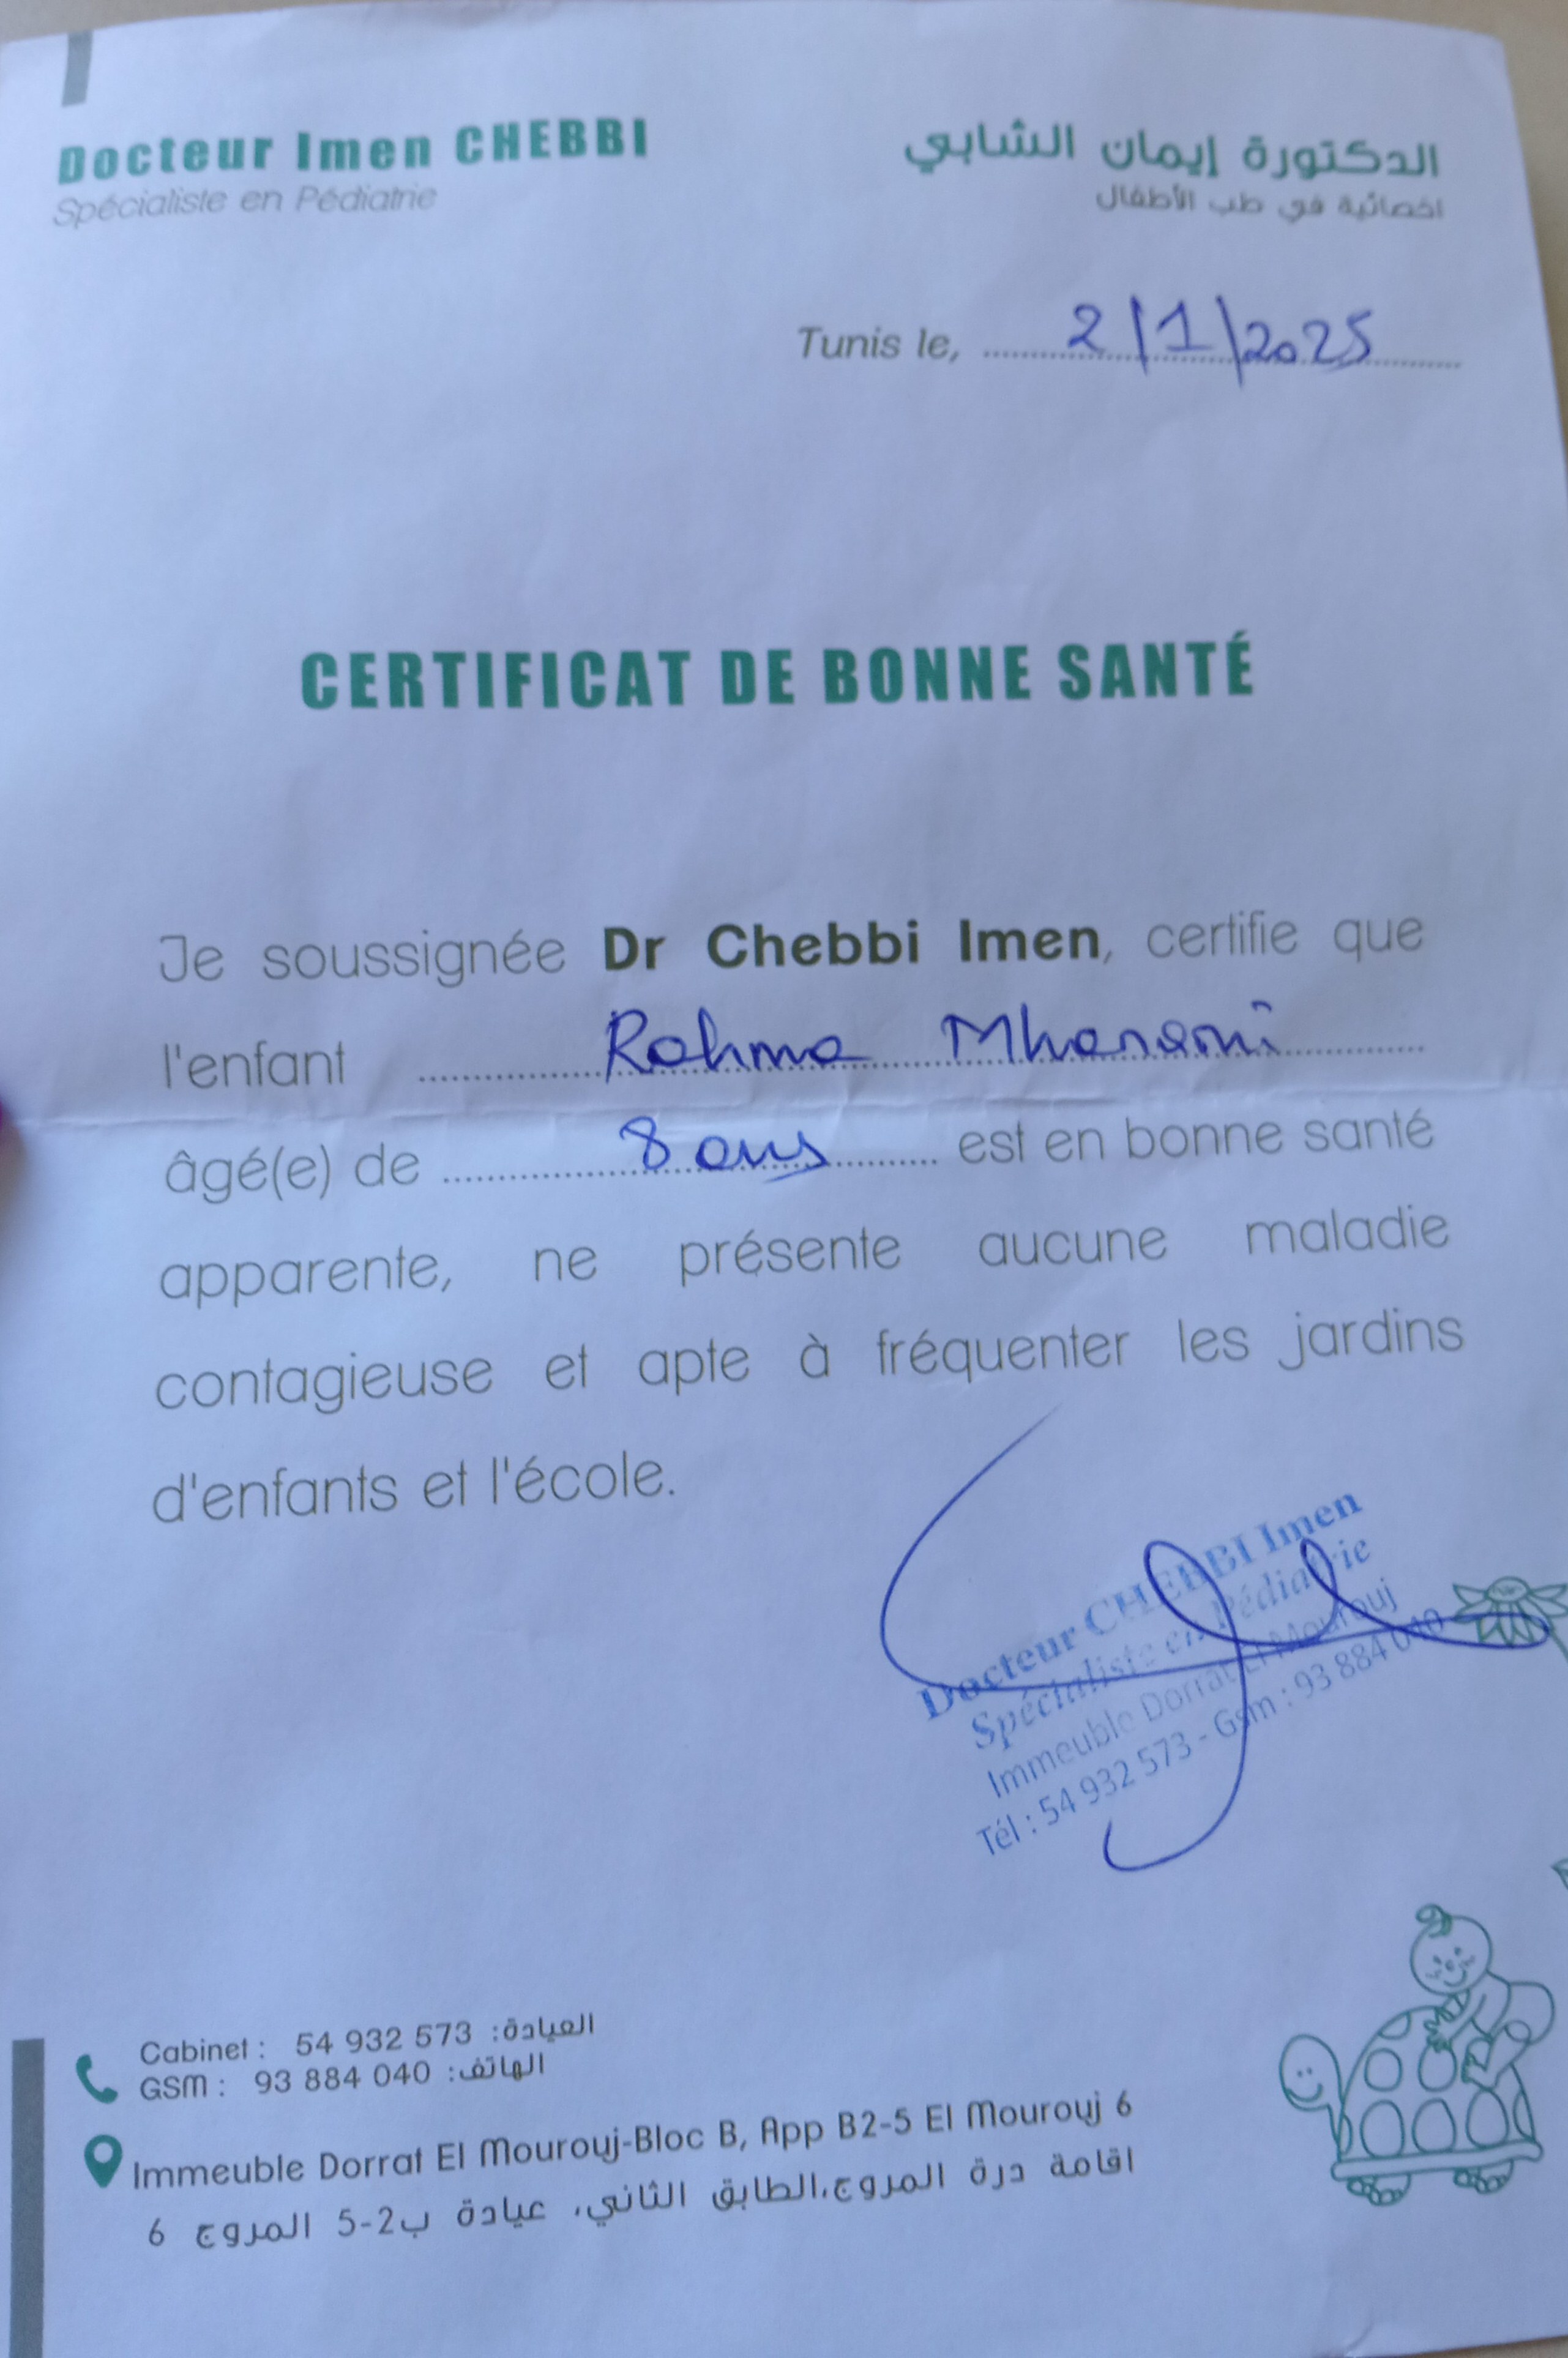 Docteur Imen CHEBBI
Spécialiste en Pédiatrie
الدكتورة إيمان الشابي
اخصائية في طب الأطفال
Tunis le, 2/1/2025
CERTIFICAT DE BONNE SANTÉ
Je soussignée Dr Chebbi Imen, certifie que
l'enfant Rahma
âgé(e) de 8 ans est en bonne santé
apparente, ne présente aucune maladie
contagieuse et apte à fréquenter les jardins
d'enfants et l'école.
Docteur CHEBBI Imen
Spécialiste en Pédiatrie
Immeuble Dorrat El Mourouj
Tél : 54 932 573 - Gsm : 93 884 040
Cabinet : 54 932 573 العيادة:
GSM : 93 884 040 الهاتف:
Immeuble Dorrat El Mourouj-Bloc B, App B2-5 El Mourouj 6
اقامة درة المروج،الطابق الثاني، عيادة ب2-5 المروج 6